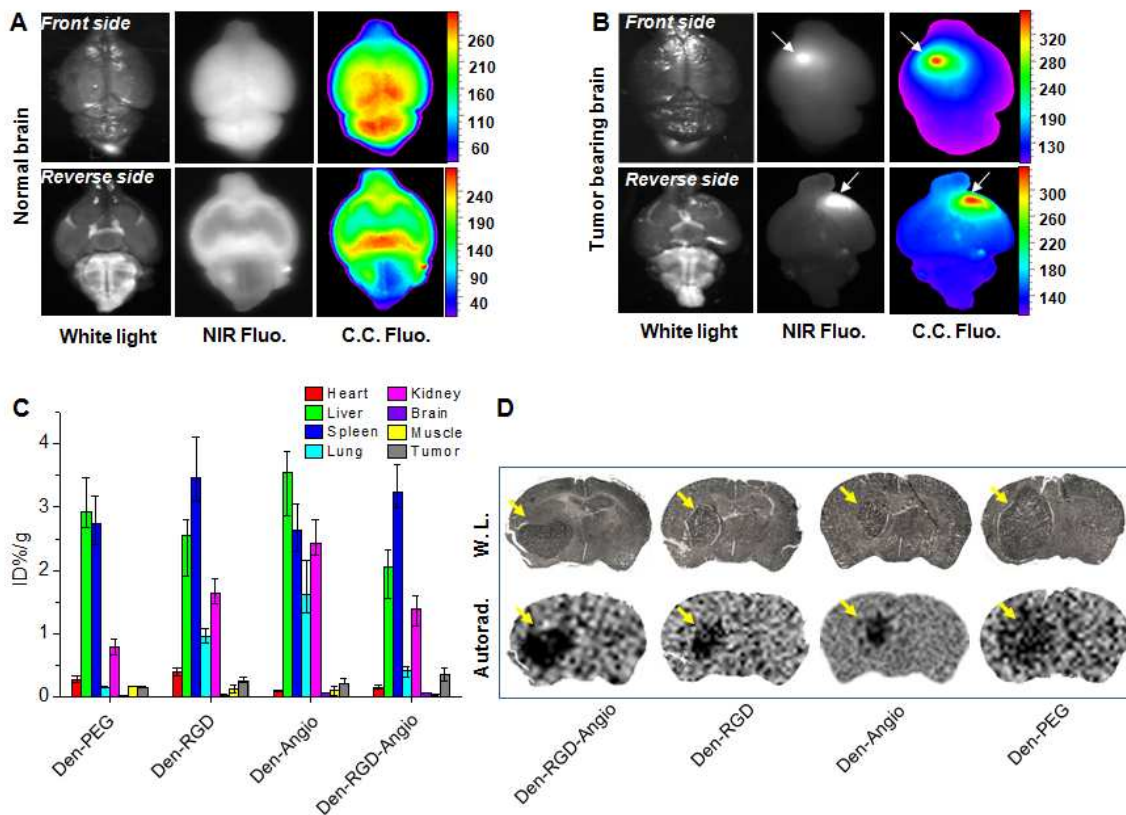 A
Front side
260
210
160
110
60
Normal brain
Reverse side
290
240
190
140
90
40
White light
NIR Fluo.
C.C. Fluo.
B
Front side
320
280
240
190
130
Tumor bearing brain
Reverse side
300
260
220
180
140
White light
NIR Fluo.
C.C. Fluo.
C
Heart
Liver
Spleen
Lung
Kidney
Brain
Muscle
Tumor
ID%/g
4
3
2
1
0
Den-PEG
Den-RGD
Den-Angio
Den-RGD-Angio
D
W.L.
Autorad.
Den-RGD-Angio
Den-RGD
Den-Angio
Den-PEG